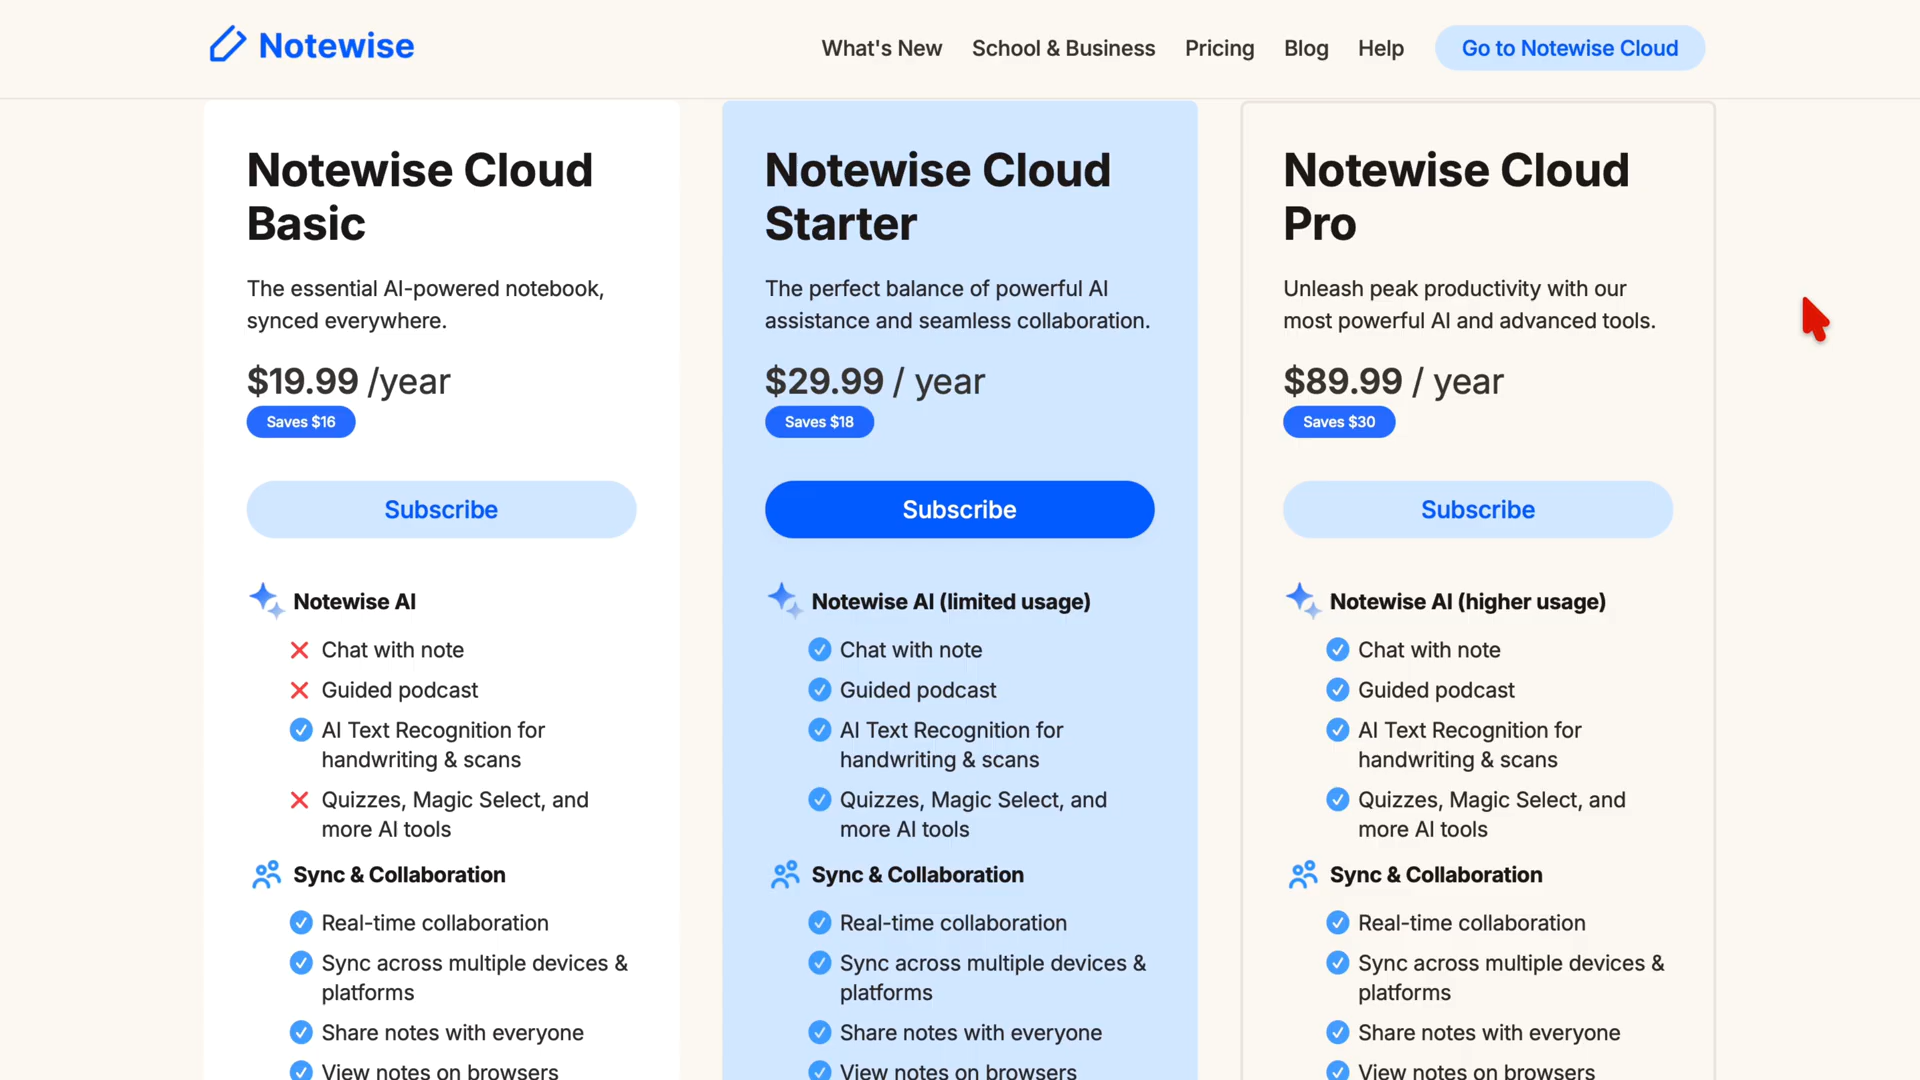 Notewise
What's New
School & Business
Pricing
Blog
Help
Go to Notewise Cloud
Notewise Cloud
Basic
The essential AI-powered notebook,
synced everywhere.
$19.99 /year
Saves $16
Subscribe
Notewise AI
Chat with note
Guided podcast
AI Text Recognition for
handwriting & scans
Quizzes, Magic Select, and
more AI tools
Sync & Collaboration
Real-time collaboration
Sync across multiple devices &
platforms
Share notes with everyone
View notes on browsers
Notewise Cloud
Starter
The perfect balance of powerful AI
assistance and seamless collaboration.
$29.99 / year
Saves $18
Subscribe
Notewise AI (limited usage)
Chat with note
Guided podcast
AI Text Recognition for
handwriting & scans
Quizzes, Magic Select, and
more AI tools
Sync & Collaboration
Real-time collaboration
Sync across multiple devices &
platforms
Share notes with everyone
View notes on browsers
Notewise Cloud
Pro
Unleash peak productivity with our
most powerful AI and advanced tools.
$89.99 / year
Saves $30
Subscribe
Notewise AI (higher usage)
Chat with note
Guided podcast
AI Text Recognition for
handwriting & scans
Quizzes, Magic Select, and
more AI tools
Sync & Collaboration
Real-time collaboration
Sync across multiple devices &
platforms
Share notes with everyone
View notes on browsers